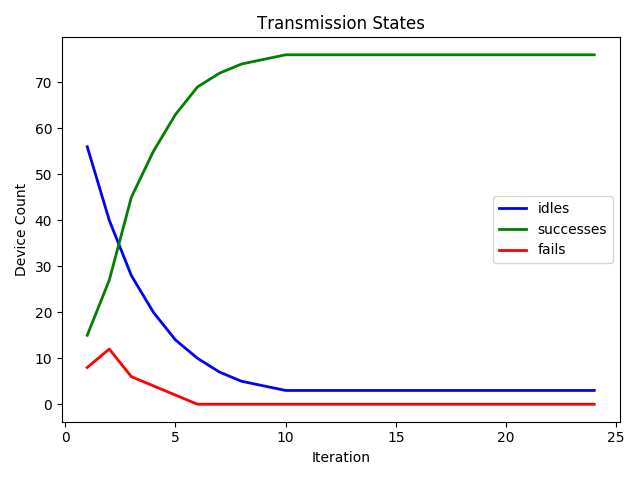 Transmission States
Device Count
70
60
50
40
30
20
10
0
idles
successes
fails
0 5 10 15 20 25
Iteration